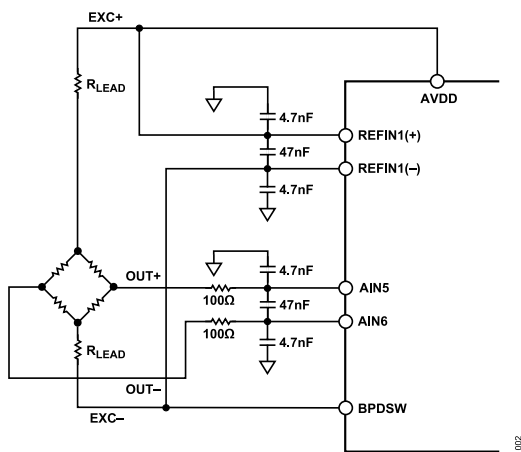 EXC+
RLEAD
AVDD
4.7nF
REFIN1(+)
47nF
REFIN1(–)
4.7nF
OUT+
4.7nF
100Ω
AIN5
47nF
100Ω
AIN6
4.7nF
RLEAD
OUT–
EXC–
BPDSW
002